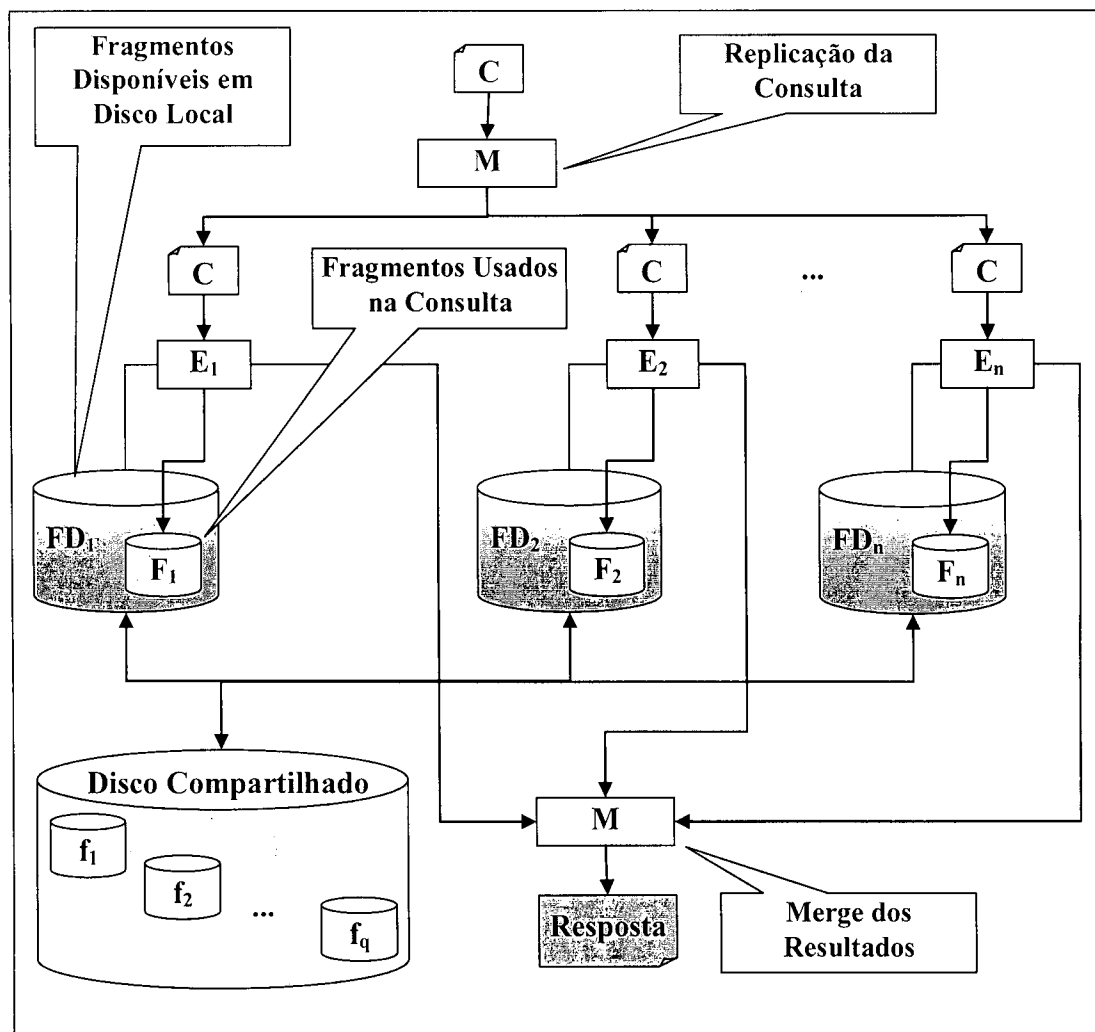 Fragmentos
Disponíveis em
Disco Local
C
Replicação da
Consulta
M
C
Fragmentos Usados
na Consulta
C
...
C
E₁
E₂
Eₙ
FD₁
F₁
FD₂
F₂
FDₙ
Fₙ
Disco Compartilhado
f₁
f₂
...
f_q
M
Resposta
Merge dos
Resultados